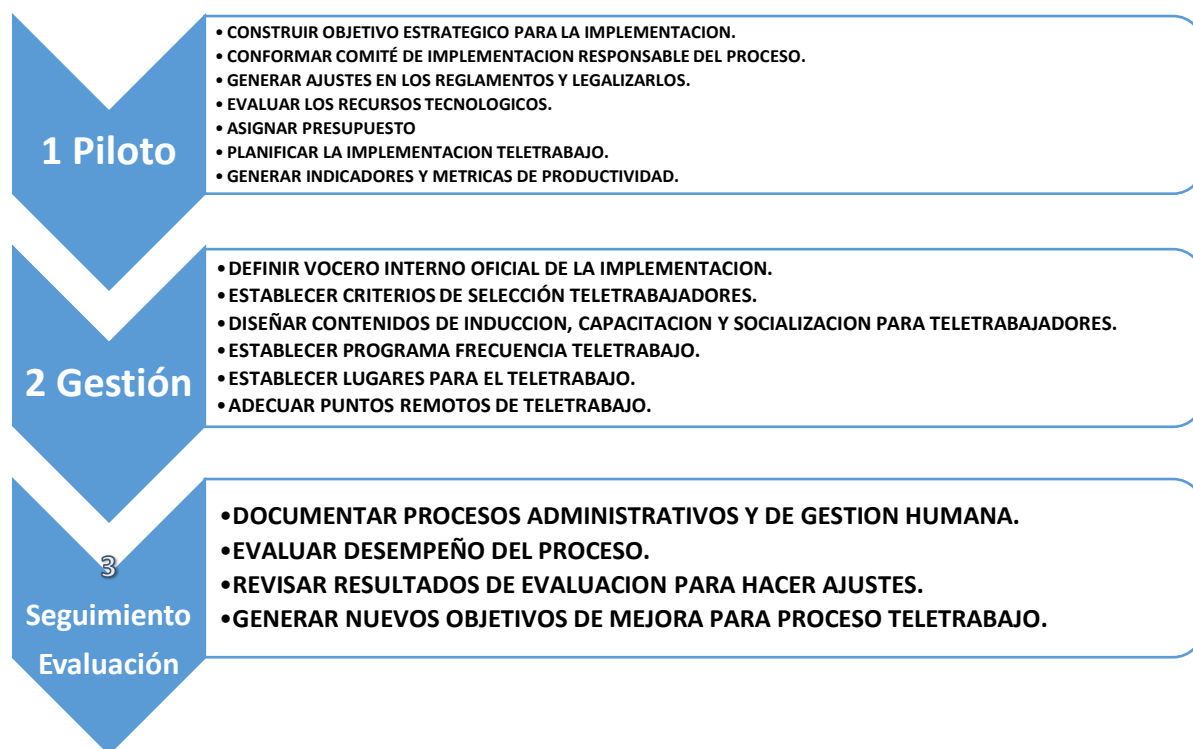 1 Piloto
• CONSTRUIR OBJETIVO ESTRATEGICO PARA LA IMPLEMENTACION.
• CONFORMAR COMITÉ DE IMPLEMENTACION RESPONSABLE DEL PROCESO.
• GENERAR AJUSTES EN LOS REGLAMENTOS Y LEGALIZARLOS.
• EVALUAR LOS RECURSOS TECNOLOGICOS.
• ASIGNAR PRESUPUESTO
• PLANIFICAR LA IMPLEMENTACION TELETRABAJO.
• GENERAR INDICADORES Y METRICAS DE PRODUCTIVIDAD.
2 Gestión
• DEFINIR VOCERO INTERNO OFICIAL DE LA IMPLEMENTACION.
• ESTABLECER CRITERIOS DE SELECCIÓN TELETRABAJADORES.
• DISEÑAR CONTENIDOS DE INDUCCION, CAPACITACION Y SOCIALIZACION PARA TELETRABAJADORES.
• ESTABLECER PROGRAMA FRECUENCIA TELETRABAJO.
• ESTABLECER LUGARES PARA EL TELETRABAJO.
• ADECUAR PUNTOS REMOTOS DE TELETRABAJO.
3
Seguimiento
Evaluación
•DOCUMENTAR PROCESOS ADMINISTRATIVOS Y DE GESTION HUMANA.
•EVALUAR DESEMPEÑO DEL PROCESO.
•REVISAR RESULTADOS DE EVALUACION PARA HACER AJUSTES.
•GENERAR NUEVOS OBJETIVOS DE MEJORA PARA PROCESO TELETRABAJO.